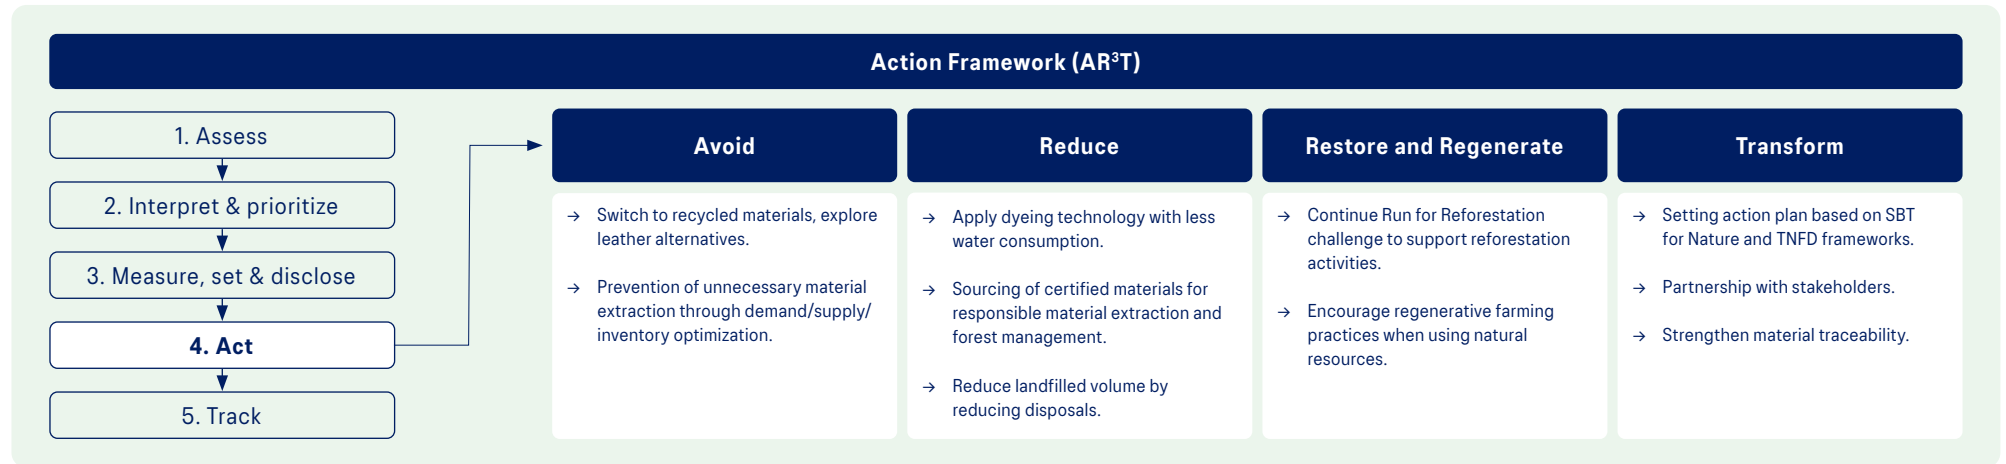 Action Framework (AR³T)
1. Assess
2. Interpret & prioritize
3. Measure, set & disclose
4. Act
5. Track
Avoid
→ Switch to recycled materials, explore
leather alternatives.
→ Prevention of unnecessary material
extraction through demand/supply/
inventory optimization.
Reduce
→ Apply dyeing technology with less
water consumption.
→ Sourcing of certified materials for
responsible material extraction and
forest management.
→ Reduce landfilled volume by
reducing disposals.
Restore and Regenerate
→ Continue Run for Reforestation
challenge to support reforestation
activities.
→ Encourage regenerative farming
practices when using natural
resources.
Transform
→ Setting action plan based on SBT
for Nature and TNFD frameworks.
→ Partnership with stakeholders.
→ Strengthen material traceability.